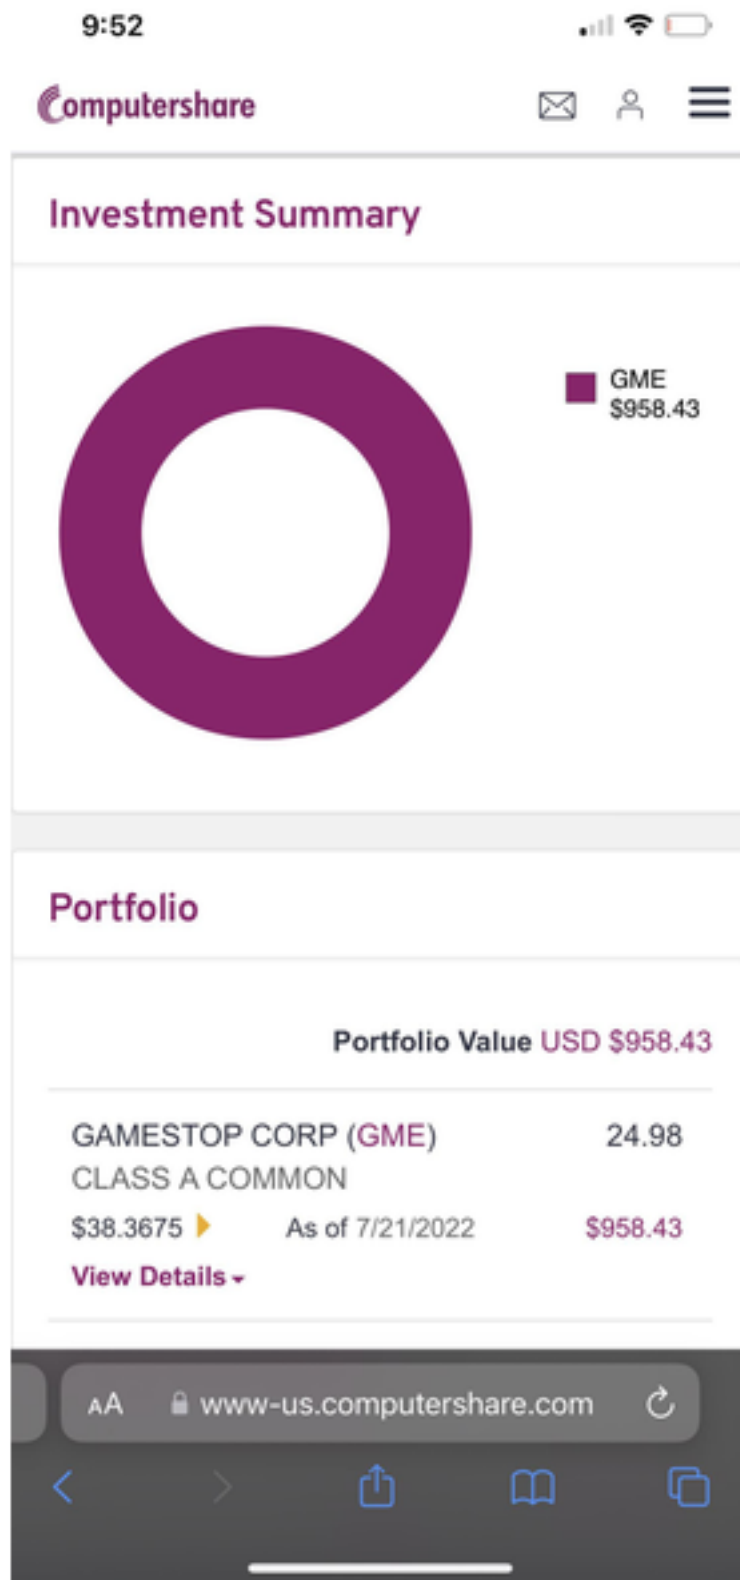 9:52
Computershare
Investment Summary
GME
$958.43
Portfolio
Portfolio Value USD $958.43
GAMESTOP CORP (GME) 24.98
CLASS A COMMON
$38.3675 As of 7/21/2022 $958.43
View Details
AA www-us.computershare.com